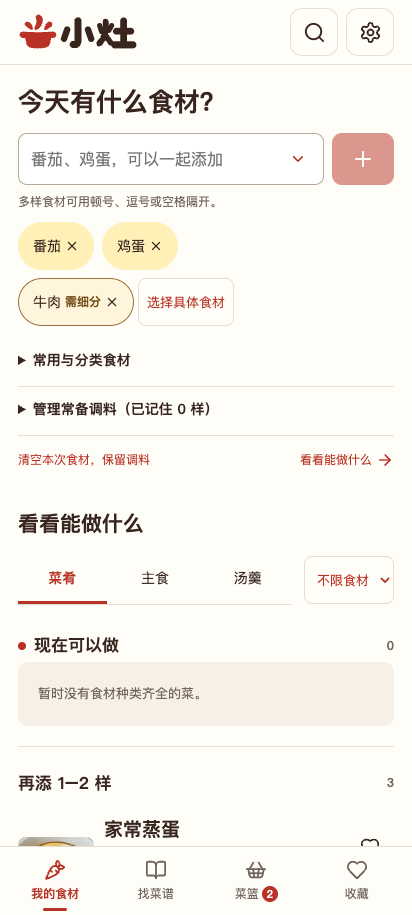 小灶
今天有什么食材？
番茄、鸡蛋，可以一起添加
多样食材可用顿号、逗号或空格隔开。
番茄 × 鸡蛋 ×
牛肉 需细分 × 选择具体食材
常用与分类食材
管理常备调料（已记住 0 样）
清空本次食材，保留调料 看看能做什么 →
看看能做什么
菜肴 主食 汤羹 不限食材
现在可以做 0
暂时没有食材种类齐全的菜。
再添 1—2 样 3
家常蒸蛋
我的食材 找菜谱 菜篮 2 收藏